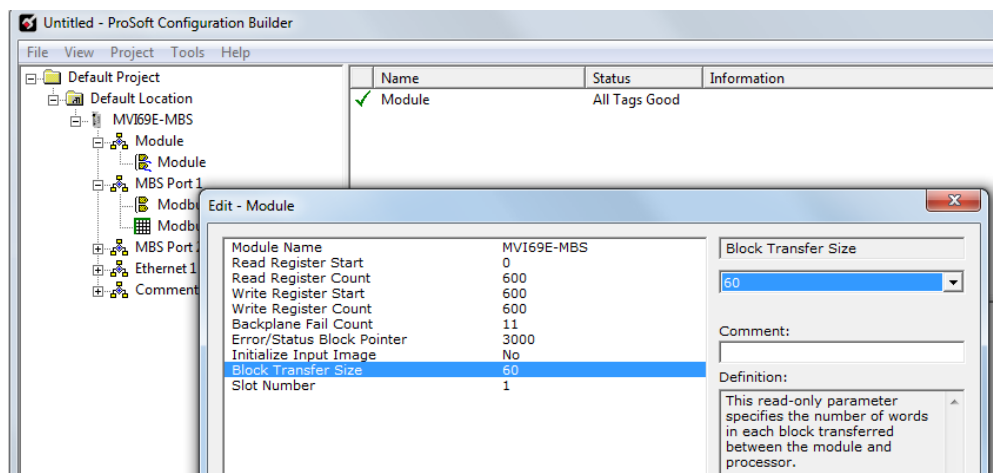 Untitled - ProSoft Configuration Builder
File View Project Tools Help
Default Project
Default Location
MVI69E-MBS
Module
Module
MBS Port 1
MBS Port
Ethernet 1
Comment
Name Status Information
Module All Tags Good
Edit - Module
Module Name MVI69E-MBS
Read Register Start 0
Read Register Count 600
Write Register Start 600
Write Register Count 600
Backplane Fail Count 11
Error/Status Block Pointer 3000
Initialize Input Image No
Block Transfer Size 60
Slot Number 1
Block Transfer Size
60
Comment:
Definition:
This read-only parameter
specifies the number of words
in each block transferred
between the module and
processor.